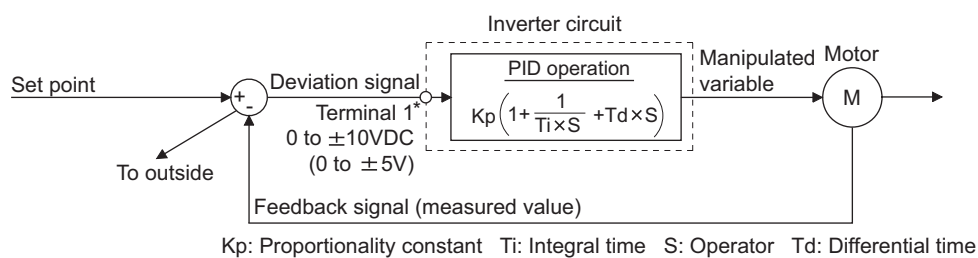 Inverter circuit
Set point
+
-
Deviation signal
Terminal 1*
0 to ±10VDC
(0 to ±5V)
PID operation
Kp(1+ 1/Ti×S +Td×S)
Manipulated
variable
Motor
M
To outside
Feedback signal (measured value)
Kp: Proportionality constant Ti: Integral time S: Operator Td: Differential time